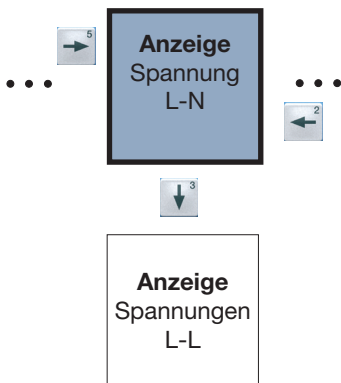 5
Anzeige
Spannung
L-N
... ...
2
3
Anzeige
Spannungen
L-L